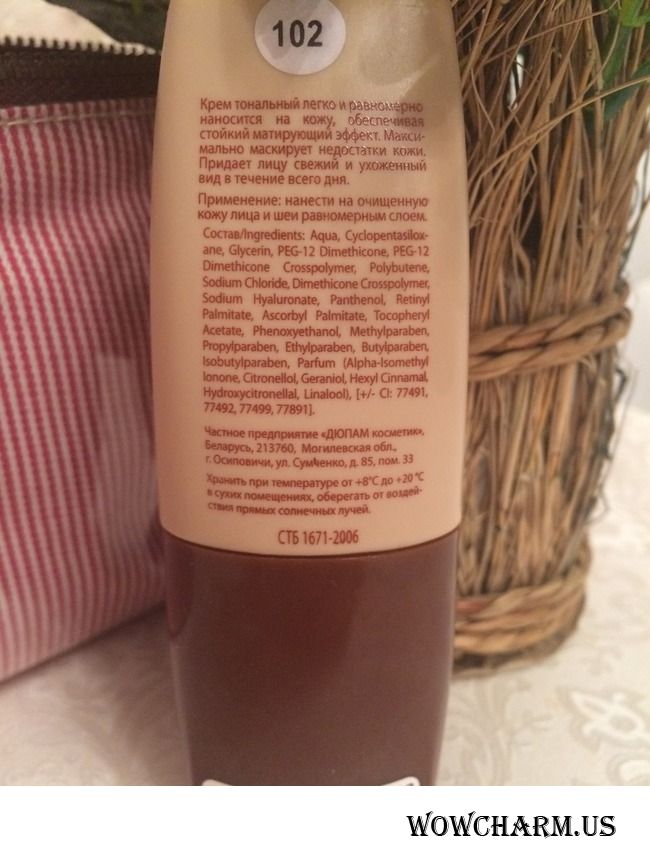 102
Крем тональный легко и равномерно
наносится на кожу, обеспечивая
стойкий матирующий эффект. Макси-
мально маскирует недостатки кожи.
Придает лицу свежий и ухоженный
вид в течение всего дня.
Применение: нанести на очищенную
кожу лица и шеи равномерным слоем.
Состав/Ingredients: Aqua, Cyclopentasilox-
ane, Glycerin, PEG-12 Dimethicone, PEG-12
Dimethicone Crosspolymer, Polybutene,
Sodium Chloride, Dimethicone Crosspolymer,
Sodium Hyaluronate, Panthenol, Retinyl
Palmitate, Ascorbyl Palmitate, Tocopheryl
Acetate, Phenoxyethanol, Methylparaben,
Propylparaben, Ethylparaben, Butylparaben,
Isobutylparaben, Parfum (Alpha-Isomethyl
Ionone, Citronellol, Geraniol, Hexyl Cinnamal,
Hydroxycitronellal, Linalool), [+/- CI: 77491,
77492, 77499, 77891].
Частное предприятие «ДЮПАМ косметик»,
Беларусь, 213760, Могилевская обл.,
г. Осиповичи, ул. Сумченко, д. 85, пом. 33
Хранить при температуре от +8°С до +20 °С
в сухих помещениях, оберегать от воздей-
ствия прямых солнечных лучей.
СТБ 1671-2006
WOWCHARM.US